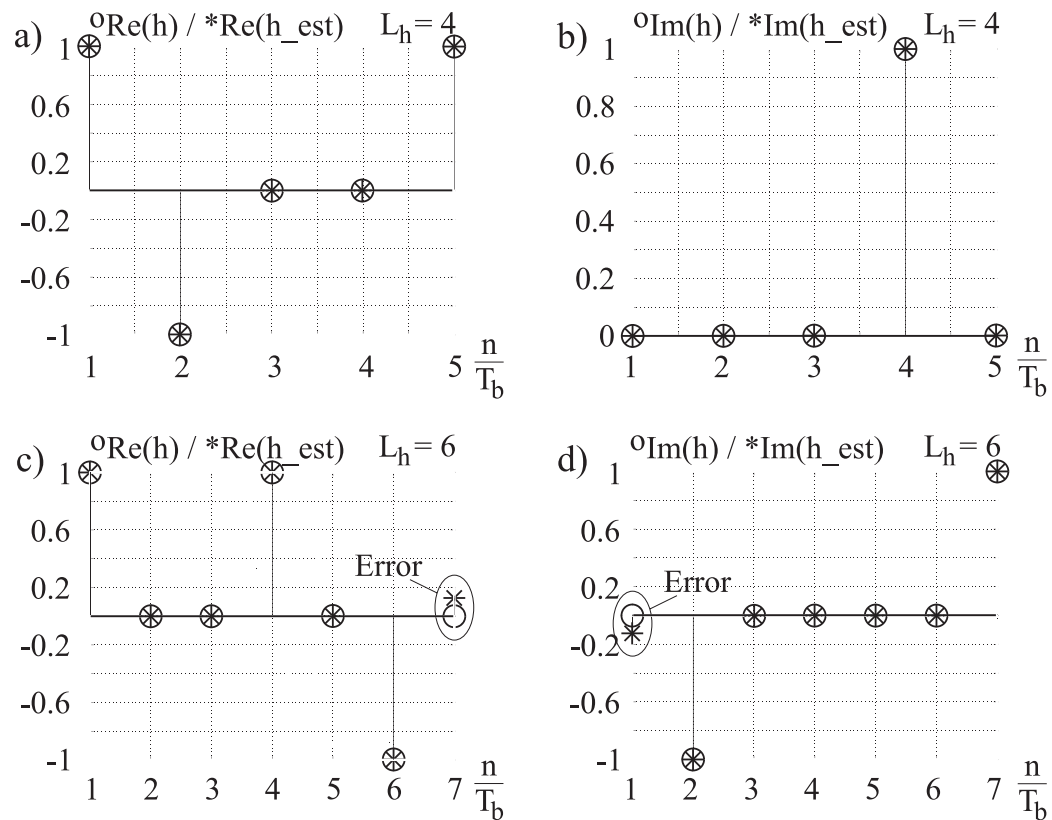 a) oRe(h) / *Re(h_est) L_h = 4
1
0.6
0.2
-0.2
-0.6
-1
1 2 3 4 5 n/T_b
b) oIm(h) / *Im(h_est) L_h = 4
1
0.8
0.6
0.4
0.2
0
1 2 3 4 5 n/T_b
c) oRe(h) / *Re(h_est) L_h = 6
1
0.6
Error
0.2
-0.2
-0.6
-1
1 2 3 4 5 6 7 n/T_b
d) oIm(h) / *Im(h_est) L_h = 6
1
0.6
0.2
Error
-0.2
-0.6
-1
1 2 3 4 5 6 7 n/T_b